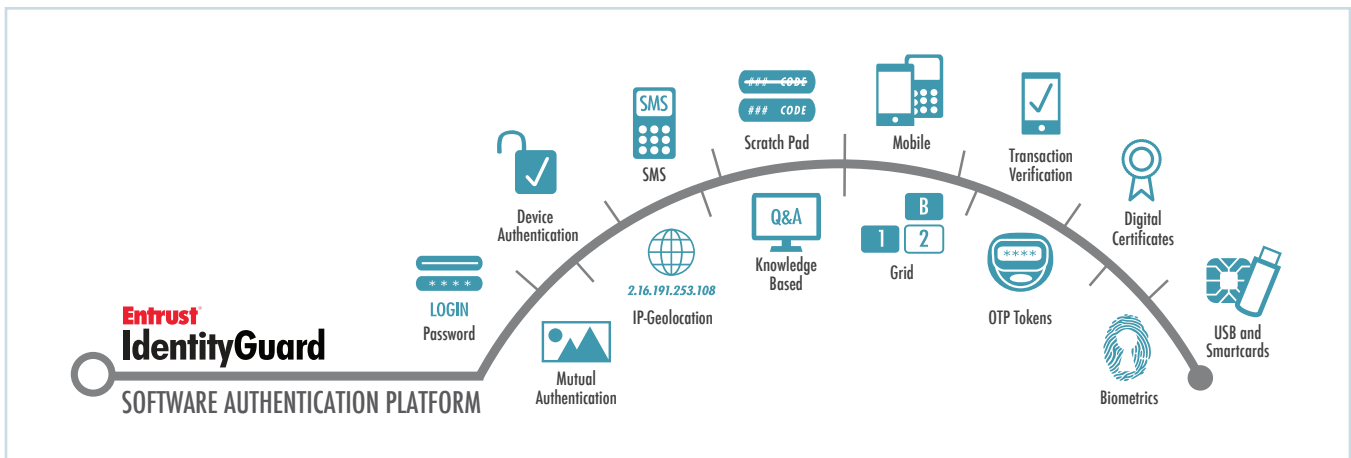 ### CODE
### CODE
Scratch Pad
SMS
SMS
Mobile
Transaction
Verification
Device
Authentication
Q&A
Knowledge
Based
B
1 2
Grid
Digital
Certificates
* * * *
LOGIN
Password
2.16.191.253.108
IP-Geolocation
****
OTP Tokens
USB and
Smartcards
Entrust
IdentityGuard
SOFTWARE AUTHENTICATION PLATFORM
Mutual
Authentication
Biometrics